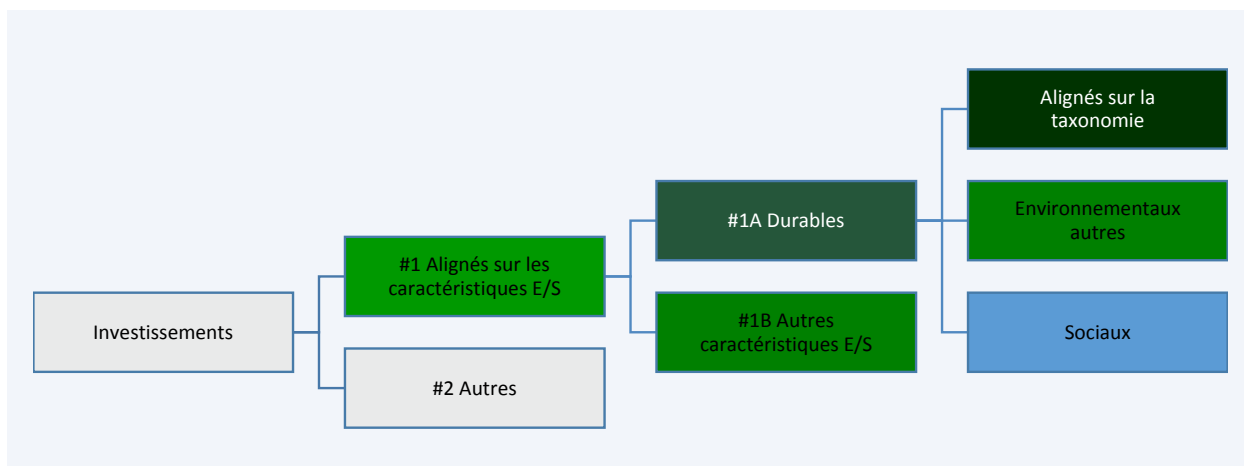 Investissements
#1 Alignés sur les
caractéristiques E/S
#2 Autres
#1A Durables
#1B Autres
caractéristiques E/S
Alignés sur la
taxonomie
Environnementaux
autres
Sociaux